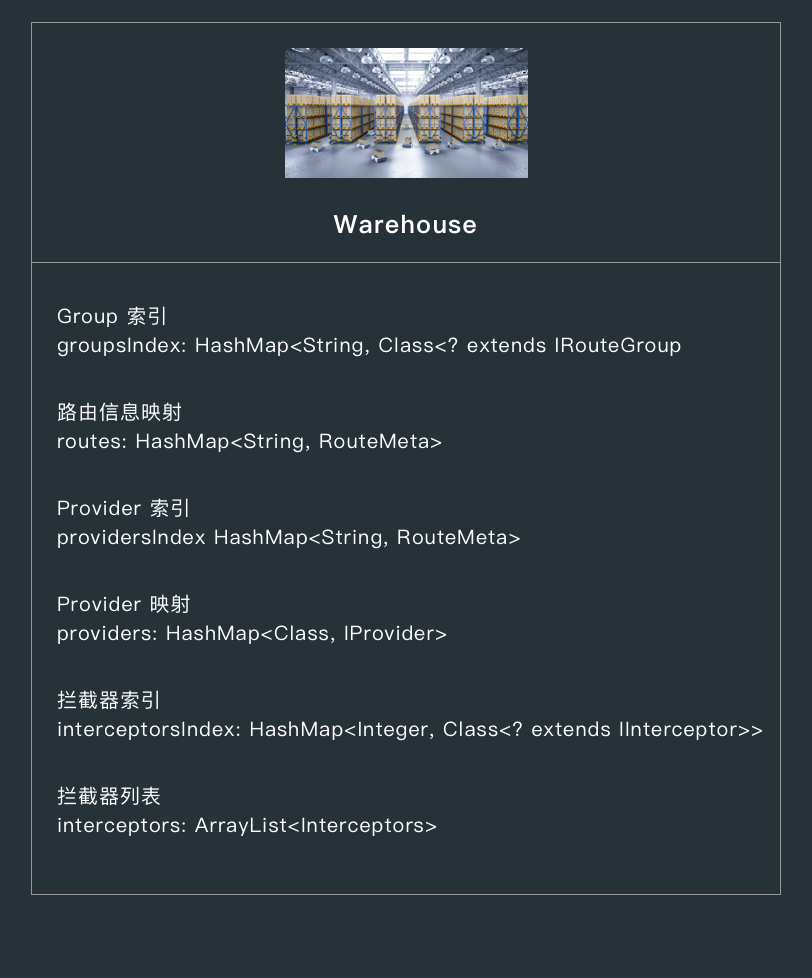 Warehouse
Group 索引
groupsIndex: HashMap<String, Class<? extends IRouteGroup
路由信息映射
routes: HashMap<String, RouteMeta>
Provider 索引
providersIndex HashMap<String, RouteMeta>
Provider 映射
providers: HashMap<Class, IProvider>
拦截器索引
interceptorsIndex: HashMap<Integer, Class<? extends IInterceptor>>
拦截器列表
interceptors: ArrayList<Interceptors>